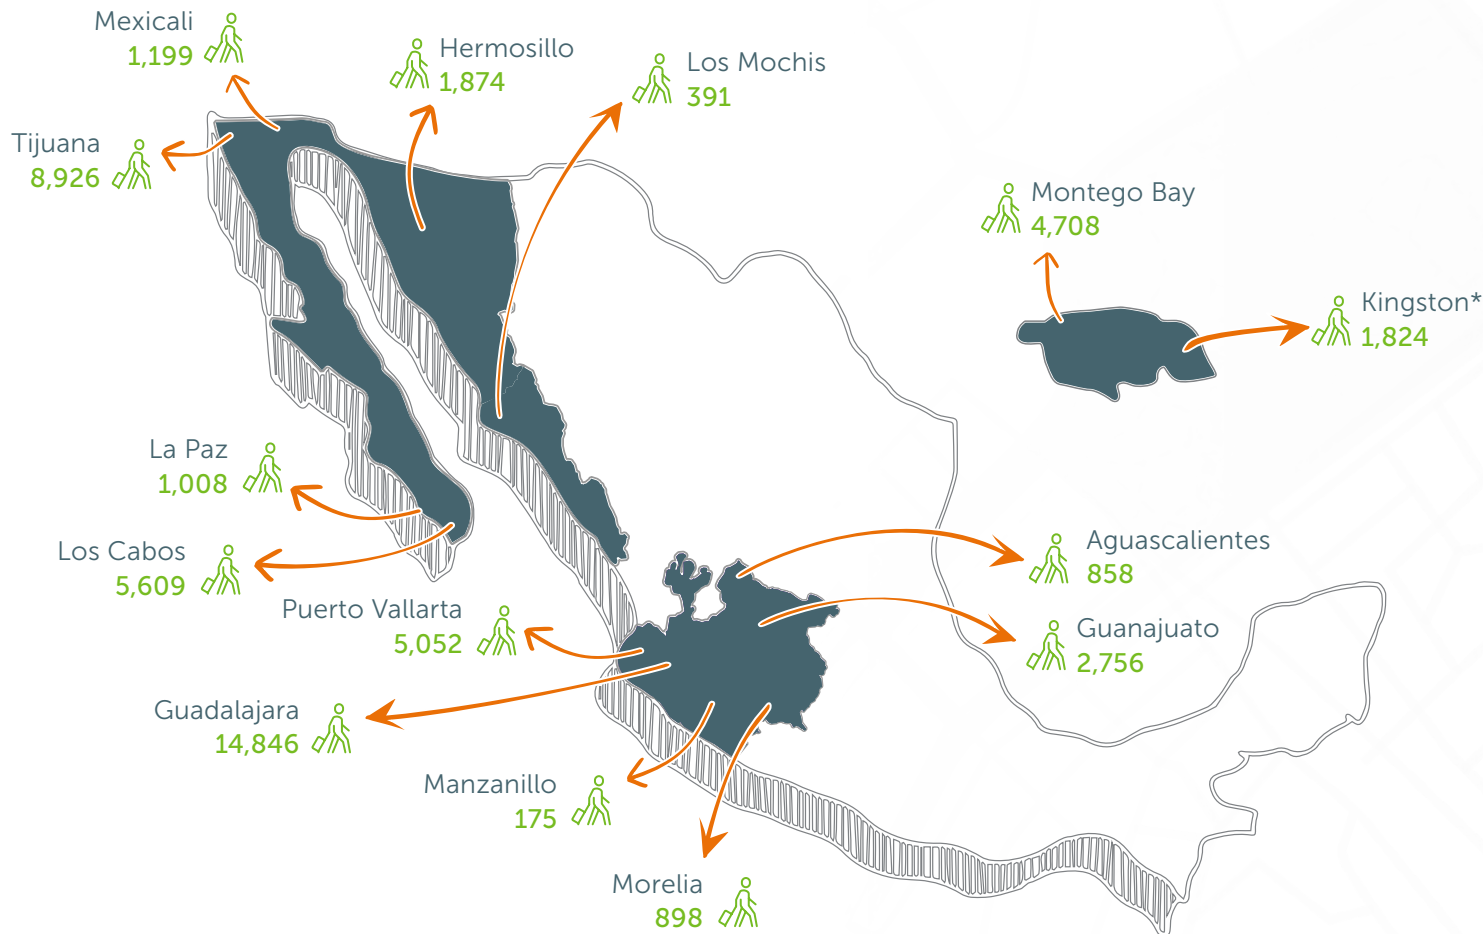 Mexicali
1,199
Hermosillo
1,874
Los Mochis
391
Tijuana
8,926
Montego Bay
4,708
Kingston*
1,824
La Paz
1,008
Los Cabos
5,609
Aguascalientes
858
Puerto Vallarta
5,052
Guanajuato
2,756
Guadalajara
14,846
Manzanillo
175
Morelia
898